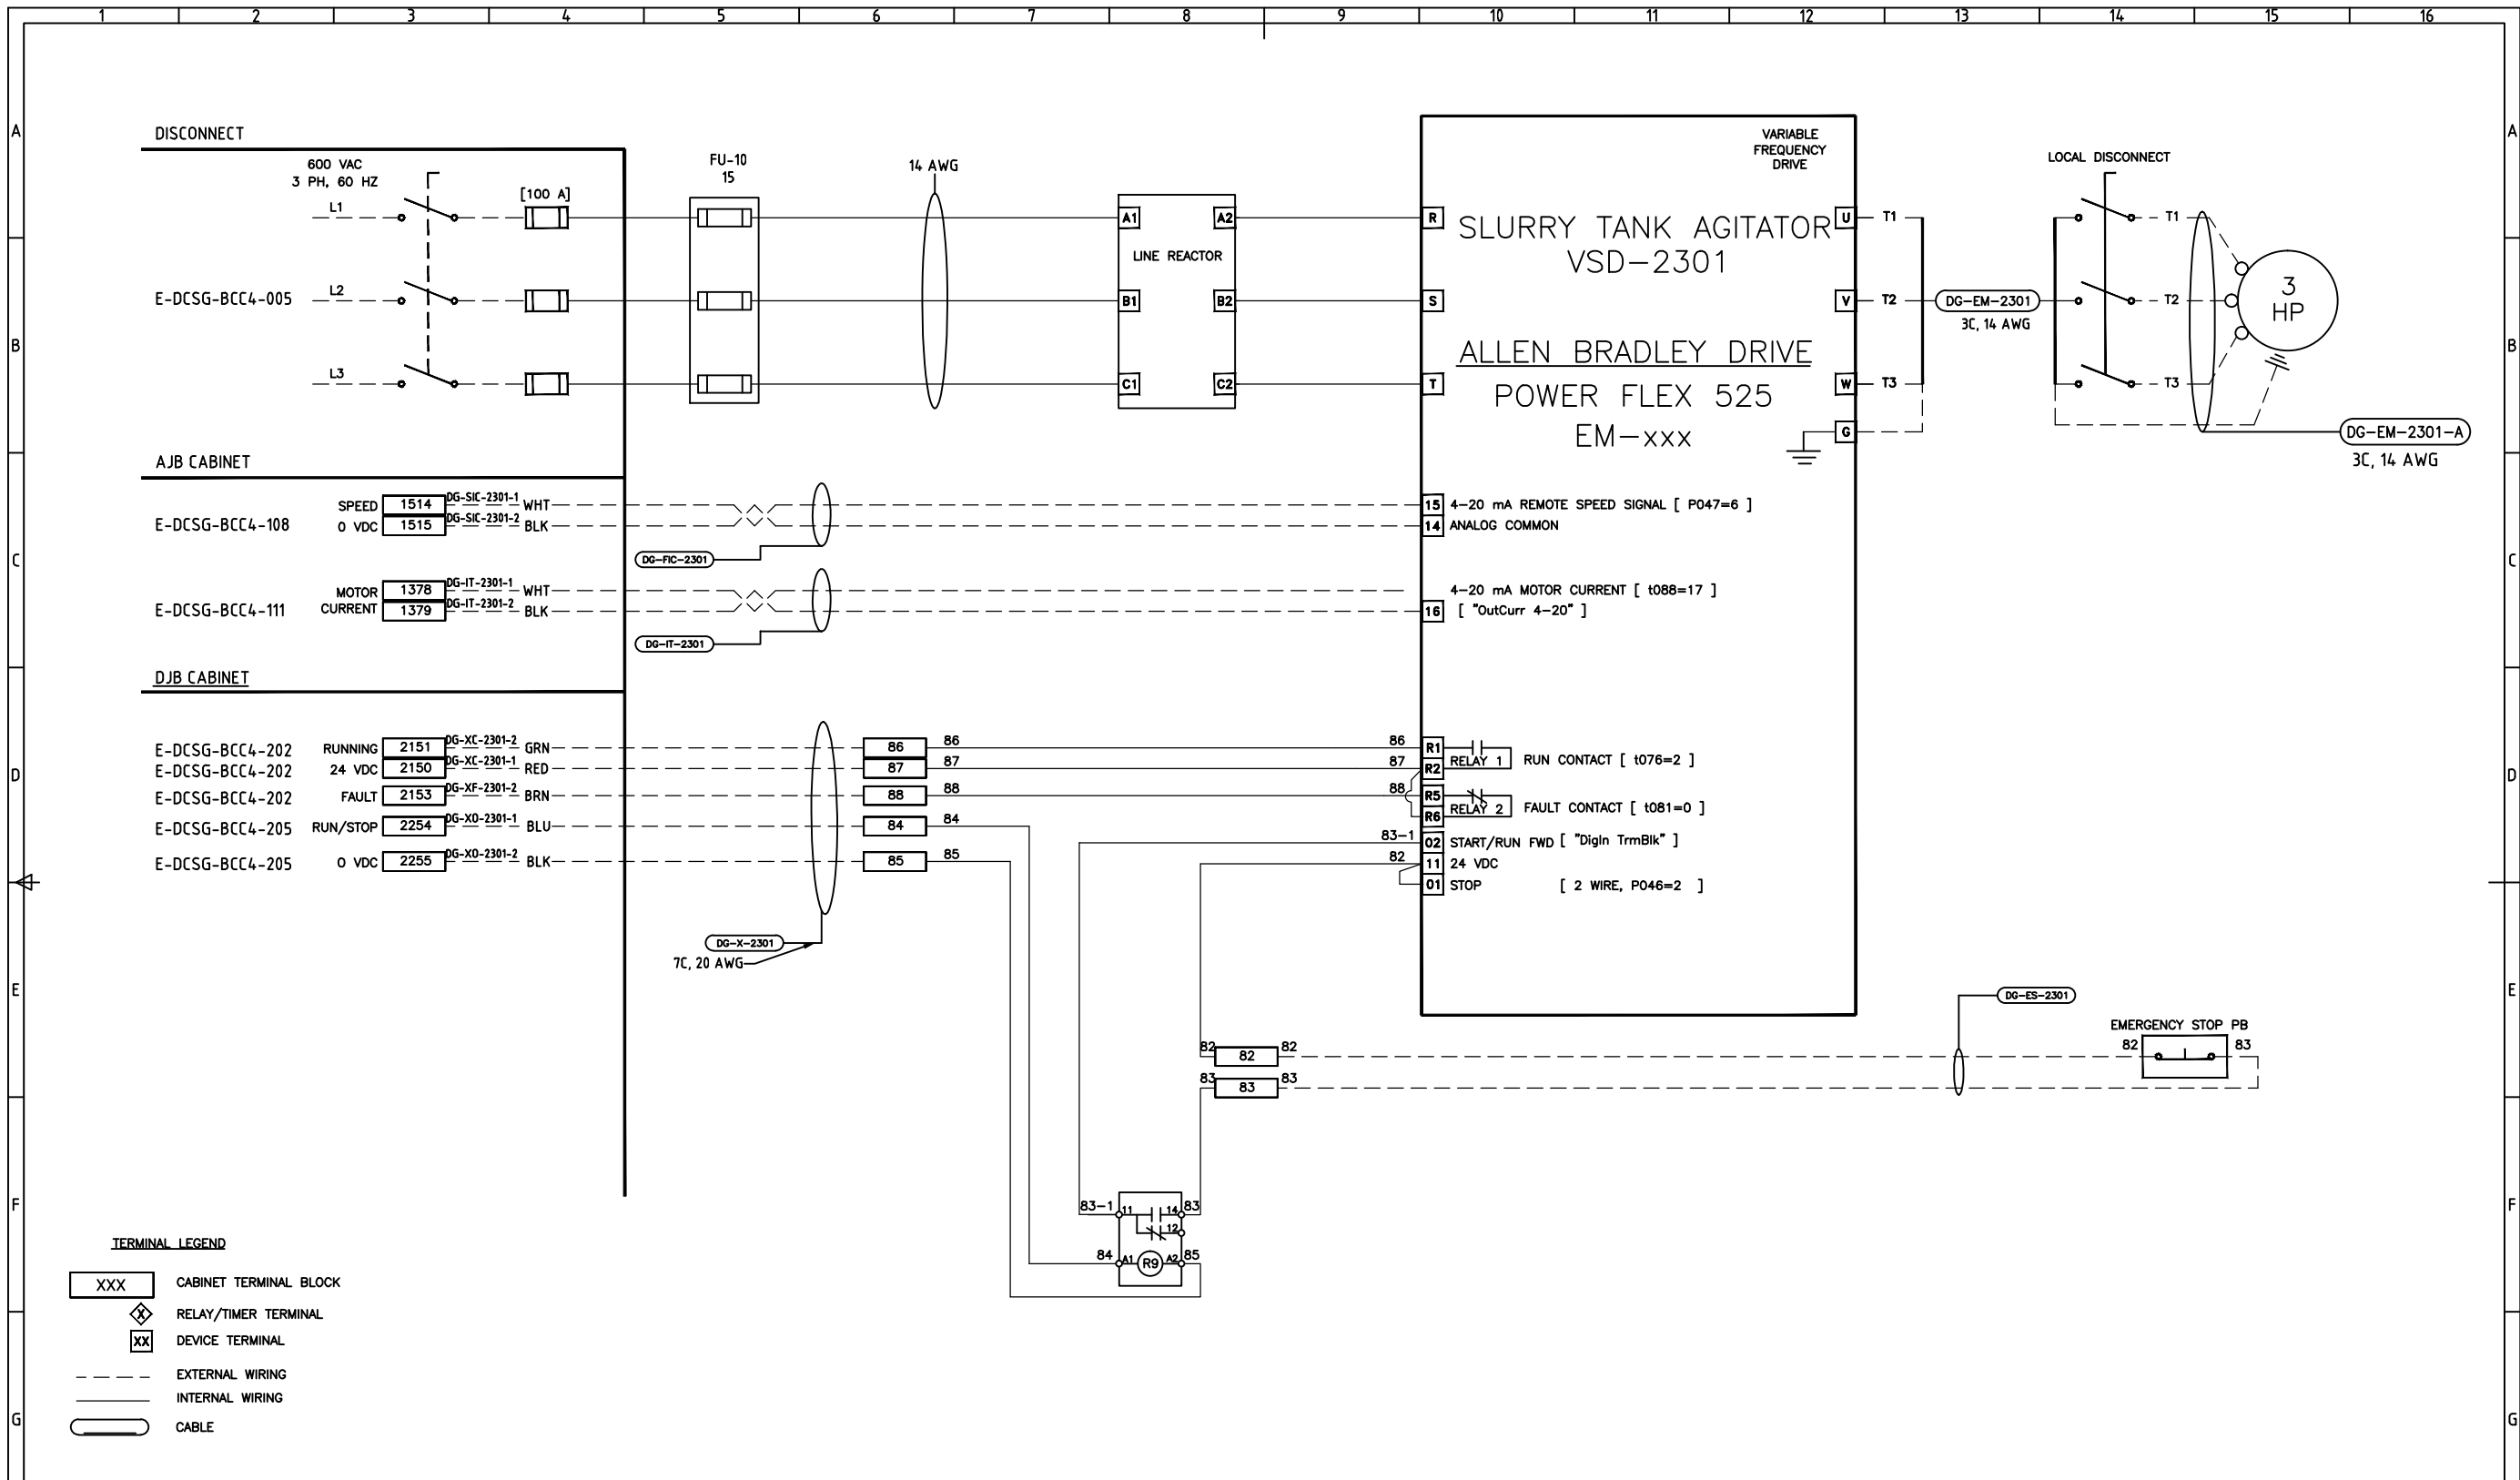 1 2 3 4 5 6 7 8 9 10 11 12 13 14 15 16
A
A
DISCONNECT
600 VAC
3 PH, 60 HZ
[100 A]
L1
FU-10
15
14 AWG
A1
A2
R
VARIABLE
FREQUENCY
DRIVE
SLURRY TANK AGITATOR
VSD-2301
U
T1
LOCAL DISCONNECT
T1
LINE REACTOR
E-DCSG-BCC4-005
L2
B1
B2
S
V
T2
DG-EM-2301
3C, 14 AWG
T2
3
HP
B
B
ALLEN BRADLEY DRIVE
POWER FLEX 525
EM-xxx
L3
C1
C2
T
W
T3
T3
G
DG-EM-2301-A
3C, 14 AWG
AJB CABINET
E-DCSG-BCC4-108
SPEED 1514 DG-SIC-2301-1 WHT
0 VDC 1515 DG-SIC-2301-2 BLK
DG-FIC-2301
15 4-20 mA REMOTE SPEED SIGNAL [ P047=6 ]
14 ANALOG COMMON
C
C
E-DCSG-BCC4-111
MOTOR 1378 DG-IT-2301-1 WHT
CURRENT 1379 DG-IT-2301-2 BLK
DG-IT-2301
4-20 mA MOTOR CURRENT [ t088=17 ]
16 [ "OutCurr 4-20" ]
DJB CABINET
E-DCSG-BCC4-202 RUNNING 2151 DG-XC-2301-2 GRN 86 86 86 R1
E-DCSG-BCC4-202 24 VDC 2150 DG-XC-2301-1 RED 87 87 87 R2
RELAY 1 RUN CONTACT [ t076=2 ]
D
D
E-DCSG-BCC4-202 FAULT 2153 DG-XF-2301-2 BRN 88 88 88 R5
R6 RELAY 2 FAULT CONTACT [ t081=0 ]
E-DCSG-BCC4-205 RUN/STOP 2254 DG-XO-2301-1 BLU 84 84
83-1 02 START/RUN FWD [ "DigIn TrmBlk" ]
E-DCSG-BCC4-205 0 VDC 2255 DG-XO-2301-2 BLK 85 85
82 11 24 VDC
01 STOP [ 2 WIRE, P046=2 ]
DG-X-2301
7C, 20 AWG
E
E
DG-ES-2301
EMERGENCY STOP PB
82 82 82
82 83
83 83 83
F
F
83-1 11 14 83
12
84 A1 R9 A2 85
TERMINAL LEGEND
XXX CABINET TERMINAL BLOCK
X RELAY/TIMER TERMINAL
XX DEVICE TERMINAL
EXTERNAL WIRING
INTERNAL WIRING
CABLE
G
G